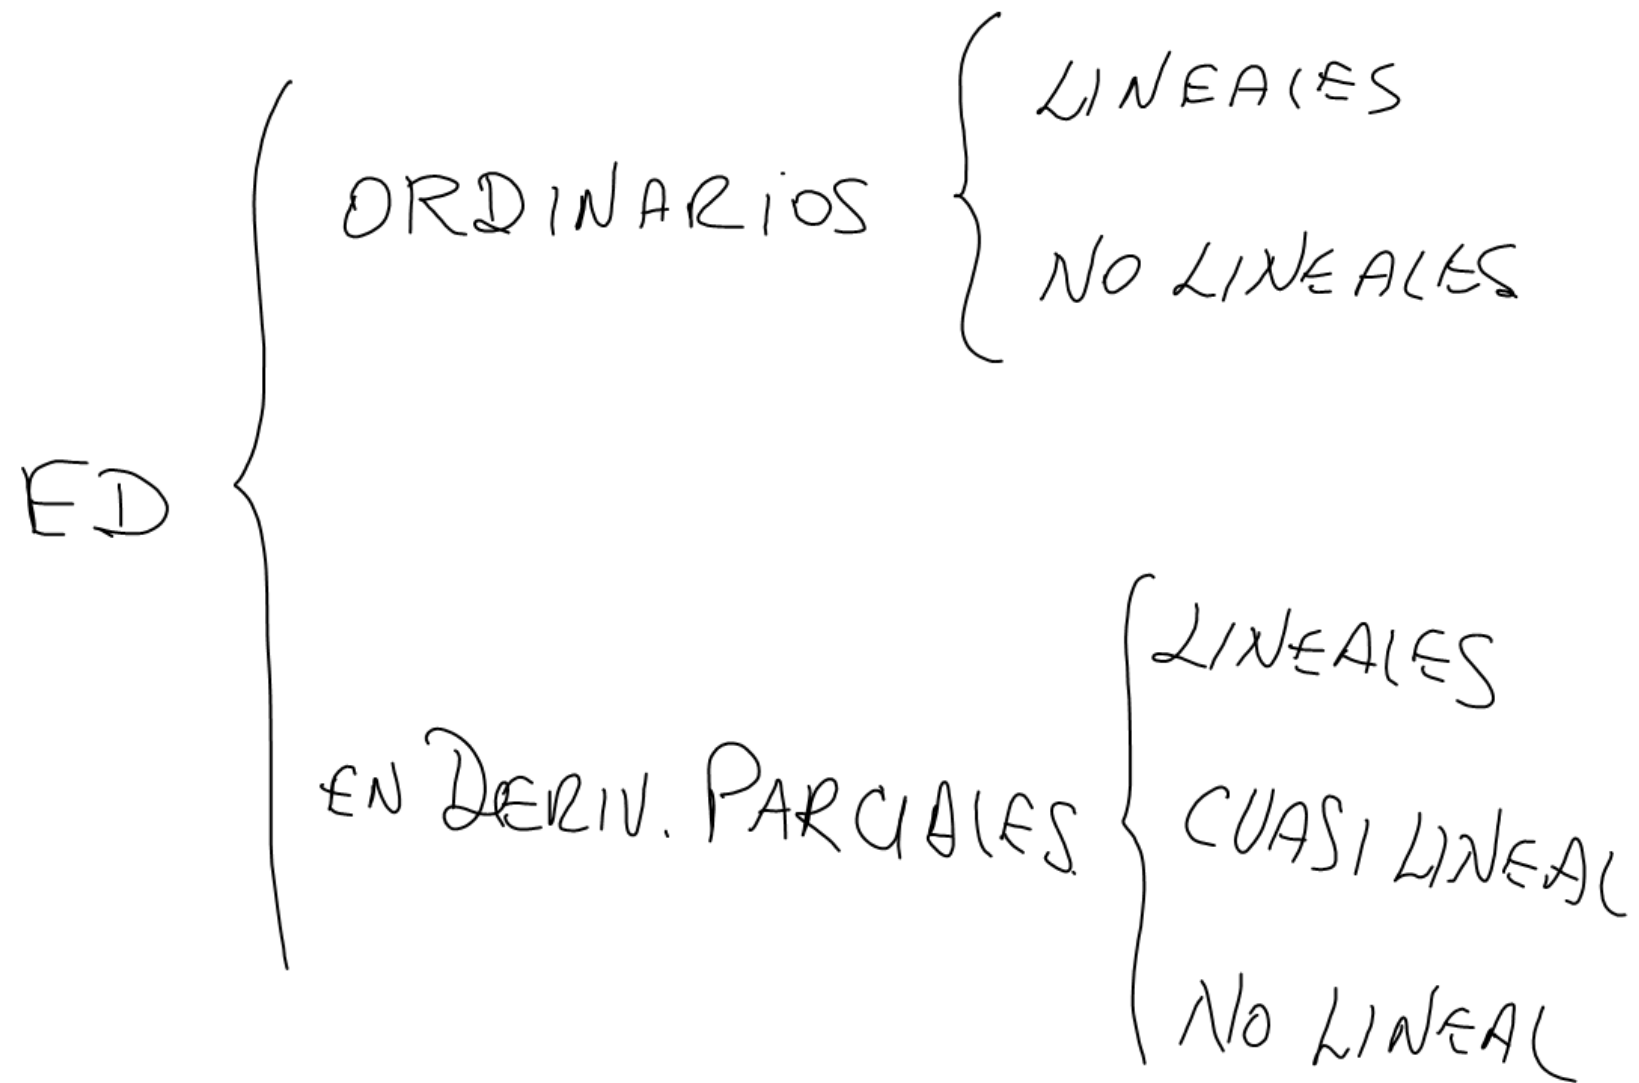 LINEALES
ORDINARIOS
NO LINEALES
ED
LINEALES
EN DERIV. PARCIALES
CUASI LINEAL
NO LINEAL